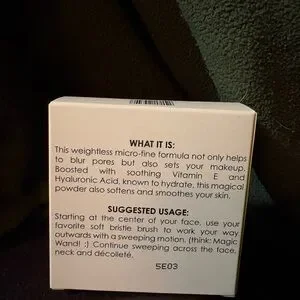 WHAT IT IS:
This weightless micro-fine formula not only helps
to blur pores but also sets your makeup.
Boosted with soothing Vitamin E and
Hyaluronic Acid, known to hydrate, this magical
powder also softens and smoothes your skin.
SUGGESTED USAGE:
Starting at the center of your face, use your
favorite soft bristle brush to work your way
outwards with a sweeping motion. (think: Magic
Wand! ;) Continue sweeping across the face,
neck and décolleté.
5E03